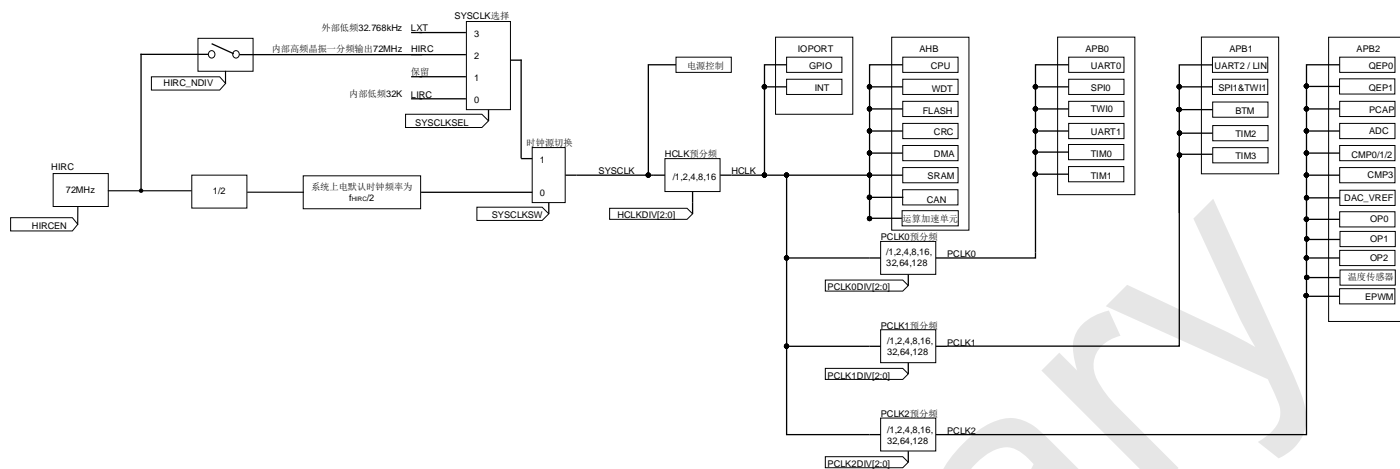 SYSCLK选择
外部低频32.768kHz LXT
3
内部高频晶振一分频输出72MHz HIRC
2
保留
1
内部低频32K LIRC
0
HIRC_NDIV
SYSCLKSEL
HIRC
72MHz
HIRCEN
1/2
系统上电默认时钟频率为
fHIRC/2
时钟源切换
1
0
SYSCLKSW
SYSCLK
电源控制
HCLK预分频
/1,2,4,8,16
HCLKDIV[2:0]
HCLK
IOPORT
GPIO
INT
AHB
CPU
WDT
FLASH
CRC
DMA
SRAM
CAN
运算加速单元
PCLK0预分频
/1,2,4,8,16,
32,64,128
PCLK0DIV[2:0]
PCLK0
PCLK1预分频
/1,2,4,8,16,
32,64,128
PCLK1DIV[2:0]
PCLK1
PCLK2预分频
/1,2,4,8,16,
32,64,128
PCLK2DIV[2:0]
PCLK2
APB0
UART0
SPI0
TWI0
UART1
TIM0
TIM1
APB1
UART2 / LIN
SPI1&TWI1
BTM
TIM2
TIM3
APB2
QEP0
QEP1
PCAP
ADC
CMP0/1/2
CMP3
DAC_VREF
OP0
OP1
OP2
温度传感器
EPWM
ary